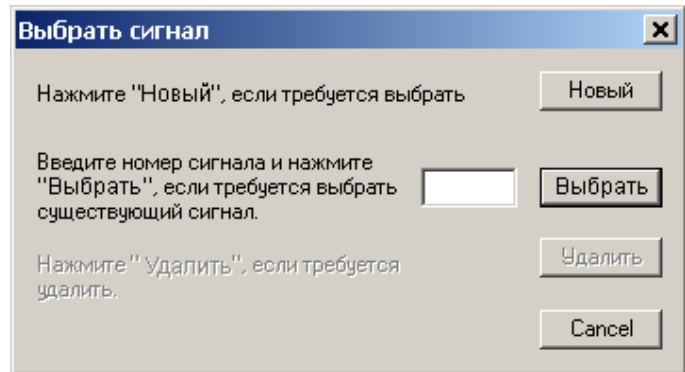 Выбрать сигнал
Нажмите "Новый", если требуется выбрать
Новый
Введите номер сигнала и нажмите
"Выбрать", если требуется выбрать
существующий сигнал.
Выбрать
Нажмите " Удалить", если требуется
удалить.
Удалить
Cancel